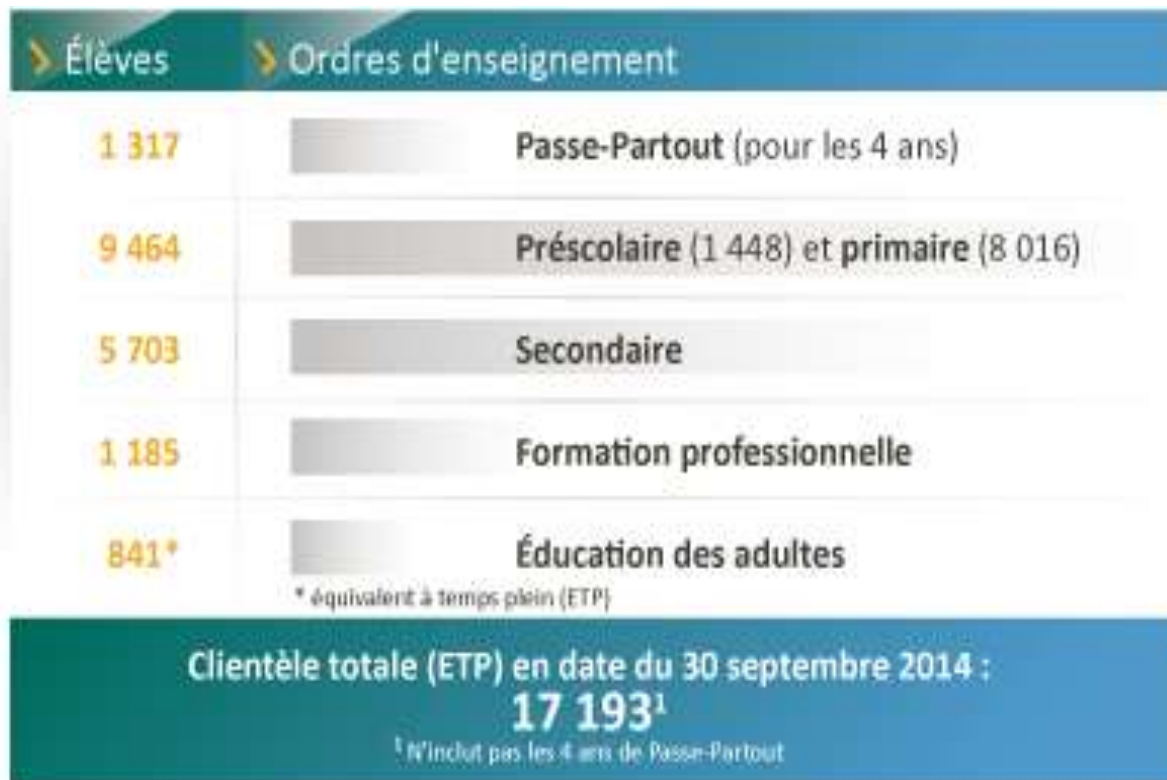 Élèves Ordres d'enseignement
1 317 Passe-Partout (pour les 4 ans)
9 464 Préscolaire (1 448) et primaire (8 016)
5 703 Secondaire
1 185 Formation professionnelle
841* Éducation des adultes
* équivalent à temps plein (ETP)
Clientèle totale (ETP) en date du 30 septembre 2014 :
17 193¹
¹ N'inclut pas les 4 ans de Passe-Partout